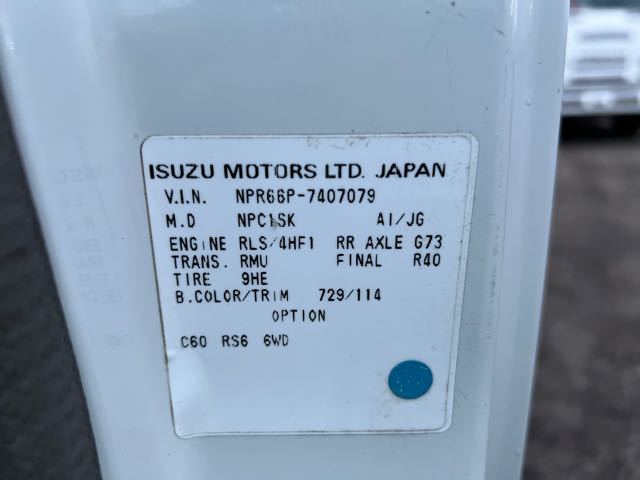 ISUZU MOTORS LTD. JAPAN
V.I.N. NPR66P-7407079
M.D NPC1SK AI/JG
ENGINE RLS/4HF1 RR AXLE G73
TRANS. RMU FINAL R40
TIRE 9HE
B.COLOR/TRIM 729/114
OPTION
C60 RS6 6WD